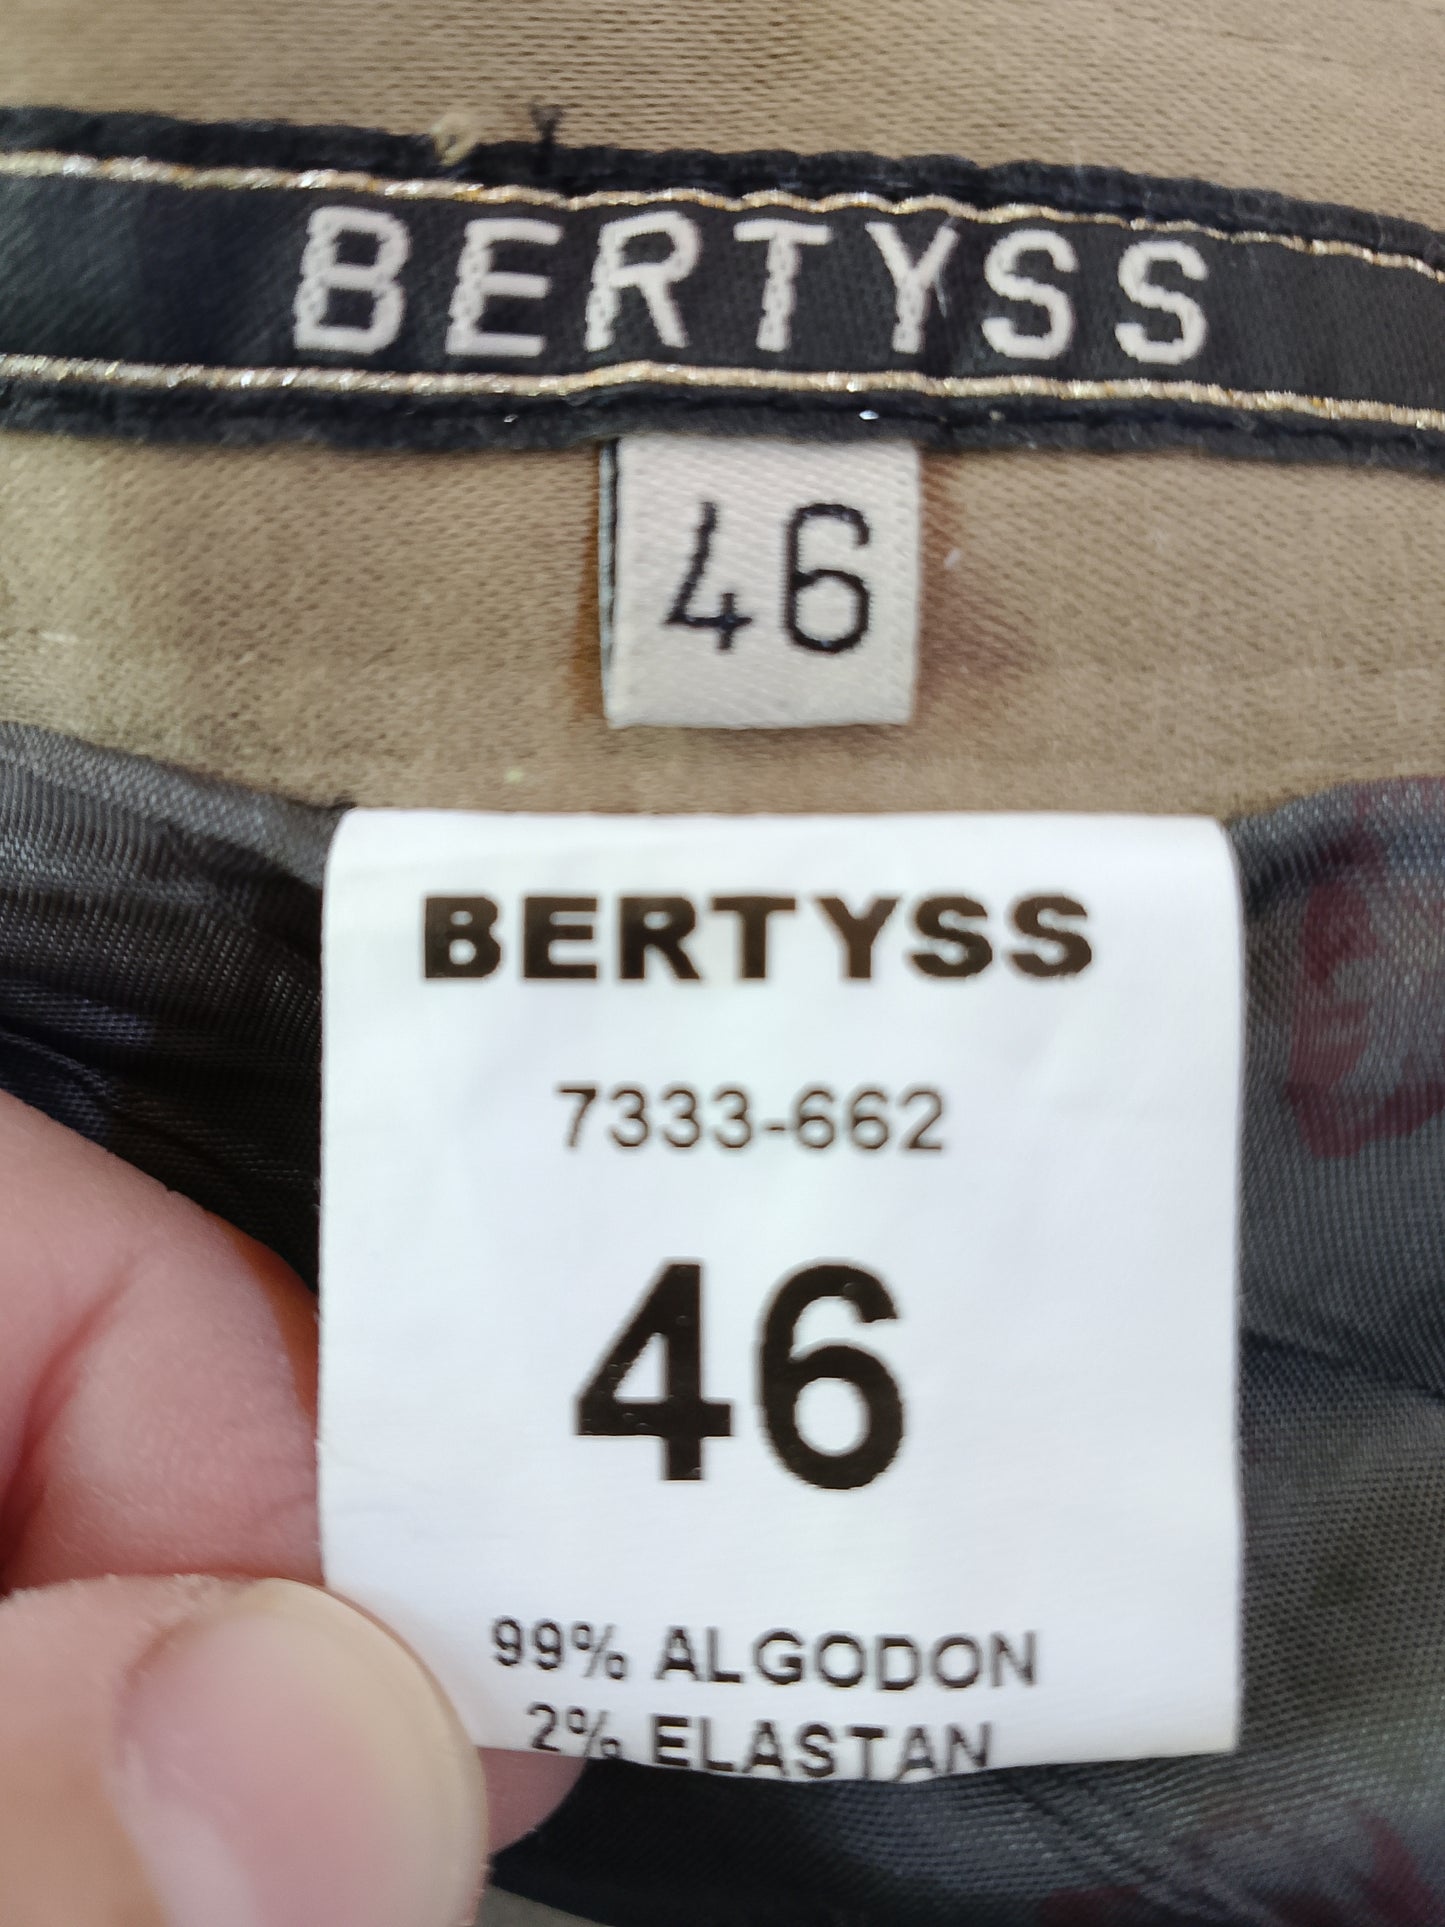 BERTYSS
46
BERTYSS
7333-662
46
99% ALGODON
2% ELASTAN